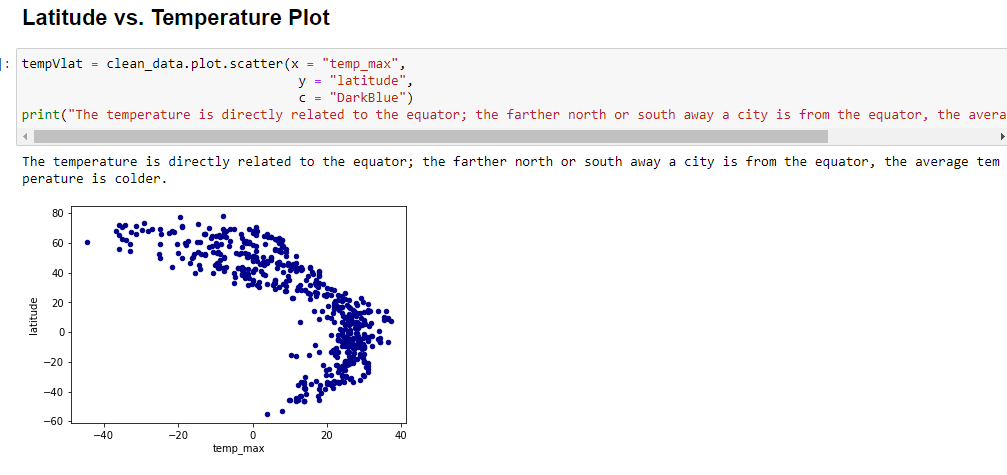 Latitude vs. Temperature Plot
]: tempVlat = clean_data.plot.scatter(x = "temp_max",
y = "latitude",
c = "DarkBlue")
print("The temperature is directly related to the equator; the farther north or south away a city is from the equator, the avera
The temperature is directly related to the equator; the farther north or south away a city is from the equator, the average tem
perature is colder.
80
60
40
20
0
−20
−40
−60
latitude
−40 −20 0 20 40
temp_max